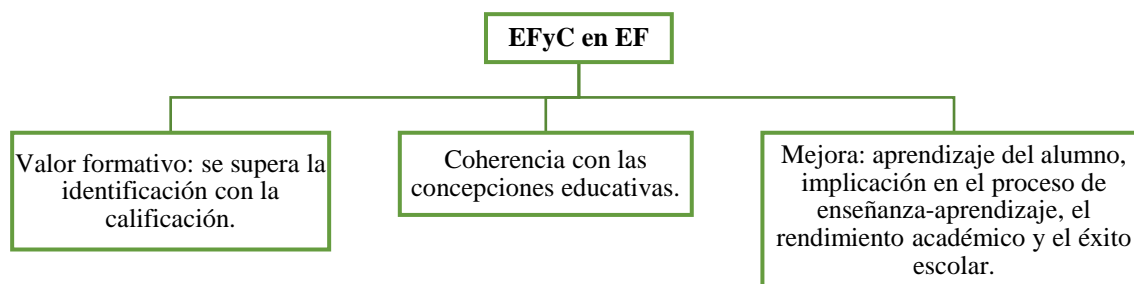 EFyC en EF
Valor formativo: se supera la
identificación con la
calificación.
Coherencia con las
concepciones educativas.
Mejora: aprendizaje del alumno,
implicación en el proceso de
enseñanza-aprendizaje, el
rendimiento académico y el éxito
escolar.